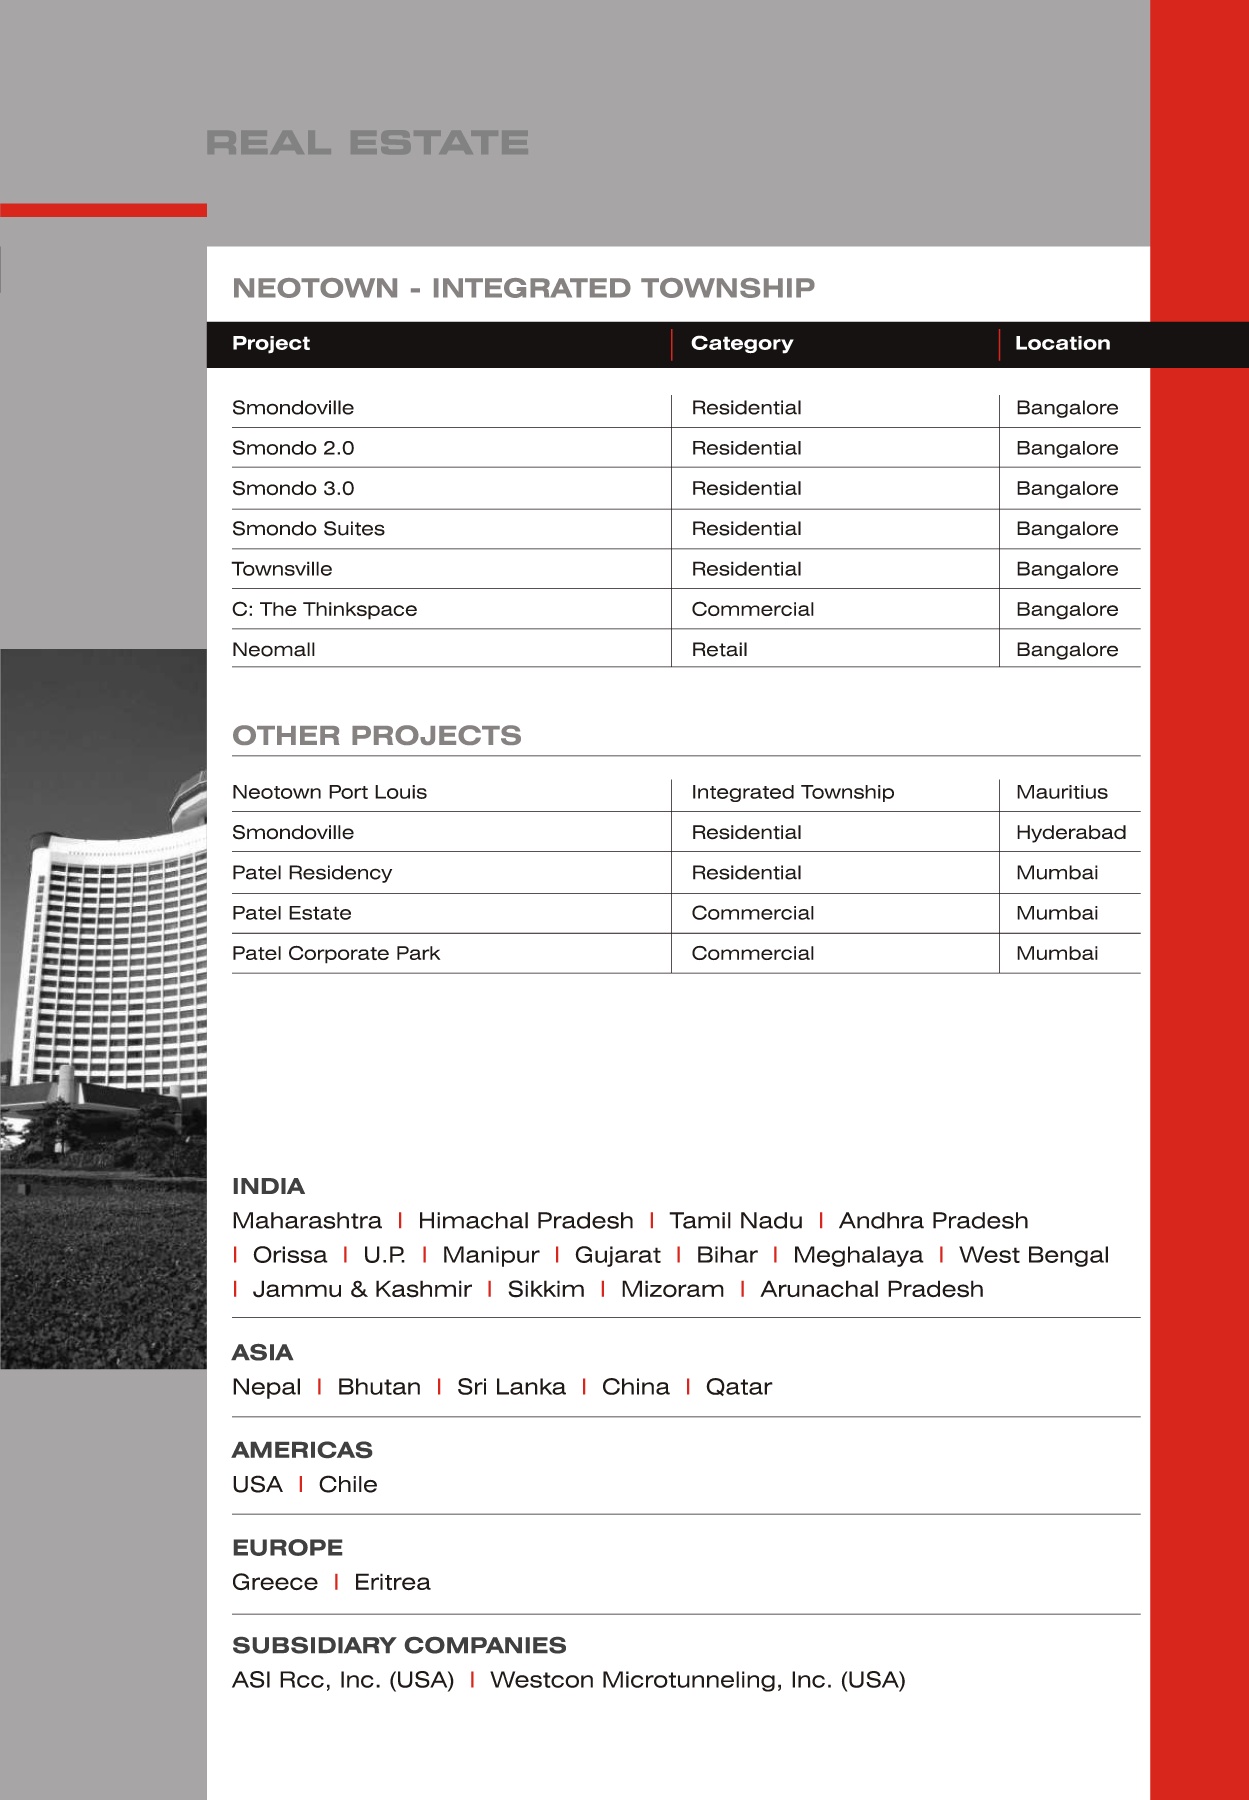 REAL ESTATE
NEOTOWN - INTEGRATED TOWNSHIP
Project | Category | Location
Smondoville | Residential | Bangalore
Smondo 2.0 | Residential | Bangalore
Smondo 3.0 | Residential | Bangalore
Smondo Suites | Residential | Bangalore
Townsville | Residential | Bangalore
C: The Thinkspace | Commercial | Bangalore
Neomall | Retail | Bangalore
OTHER PROJECTS
Neotown Port Louis | Integrated Township | Mauritius
Smondoville | Residential | Hyderabad
Patel Residency | Residential | Mumbai
Patel Estate | Commercial | Mumbai
Patel Corporate Park | Commercial | Mumbai
INDIA
Maharashtra | Himachal Pradesh | Tamil Nadu | Andhra Pradesh
| Orissa | U.P. | Manipur | Gujarat | Bihar | Meghalaya | West Bengal
| Jammu & Kashmir | Sikkim | Mizoram | Arunachal Pradesh
ASIA
Nepal | Bhutan | Sri Lanka | China | Qatar
AMERICAS
USA | Chile
EUROPE
Greece | Eritrea
SUBSIDIARY COMPANIES
ASI Rcc, Inc. (USA) | Westcon Microtunneling, Inc. (USA)